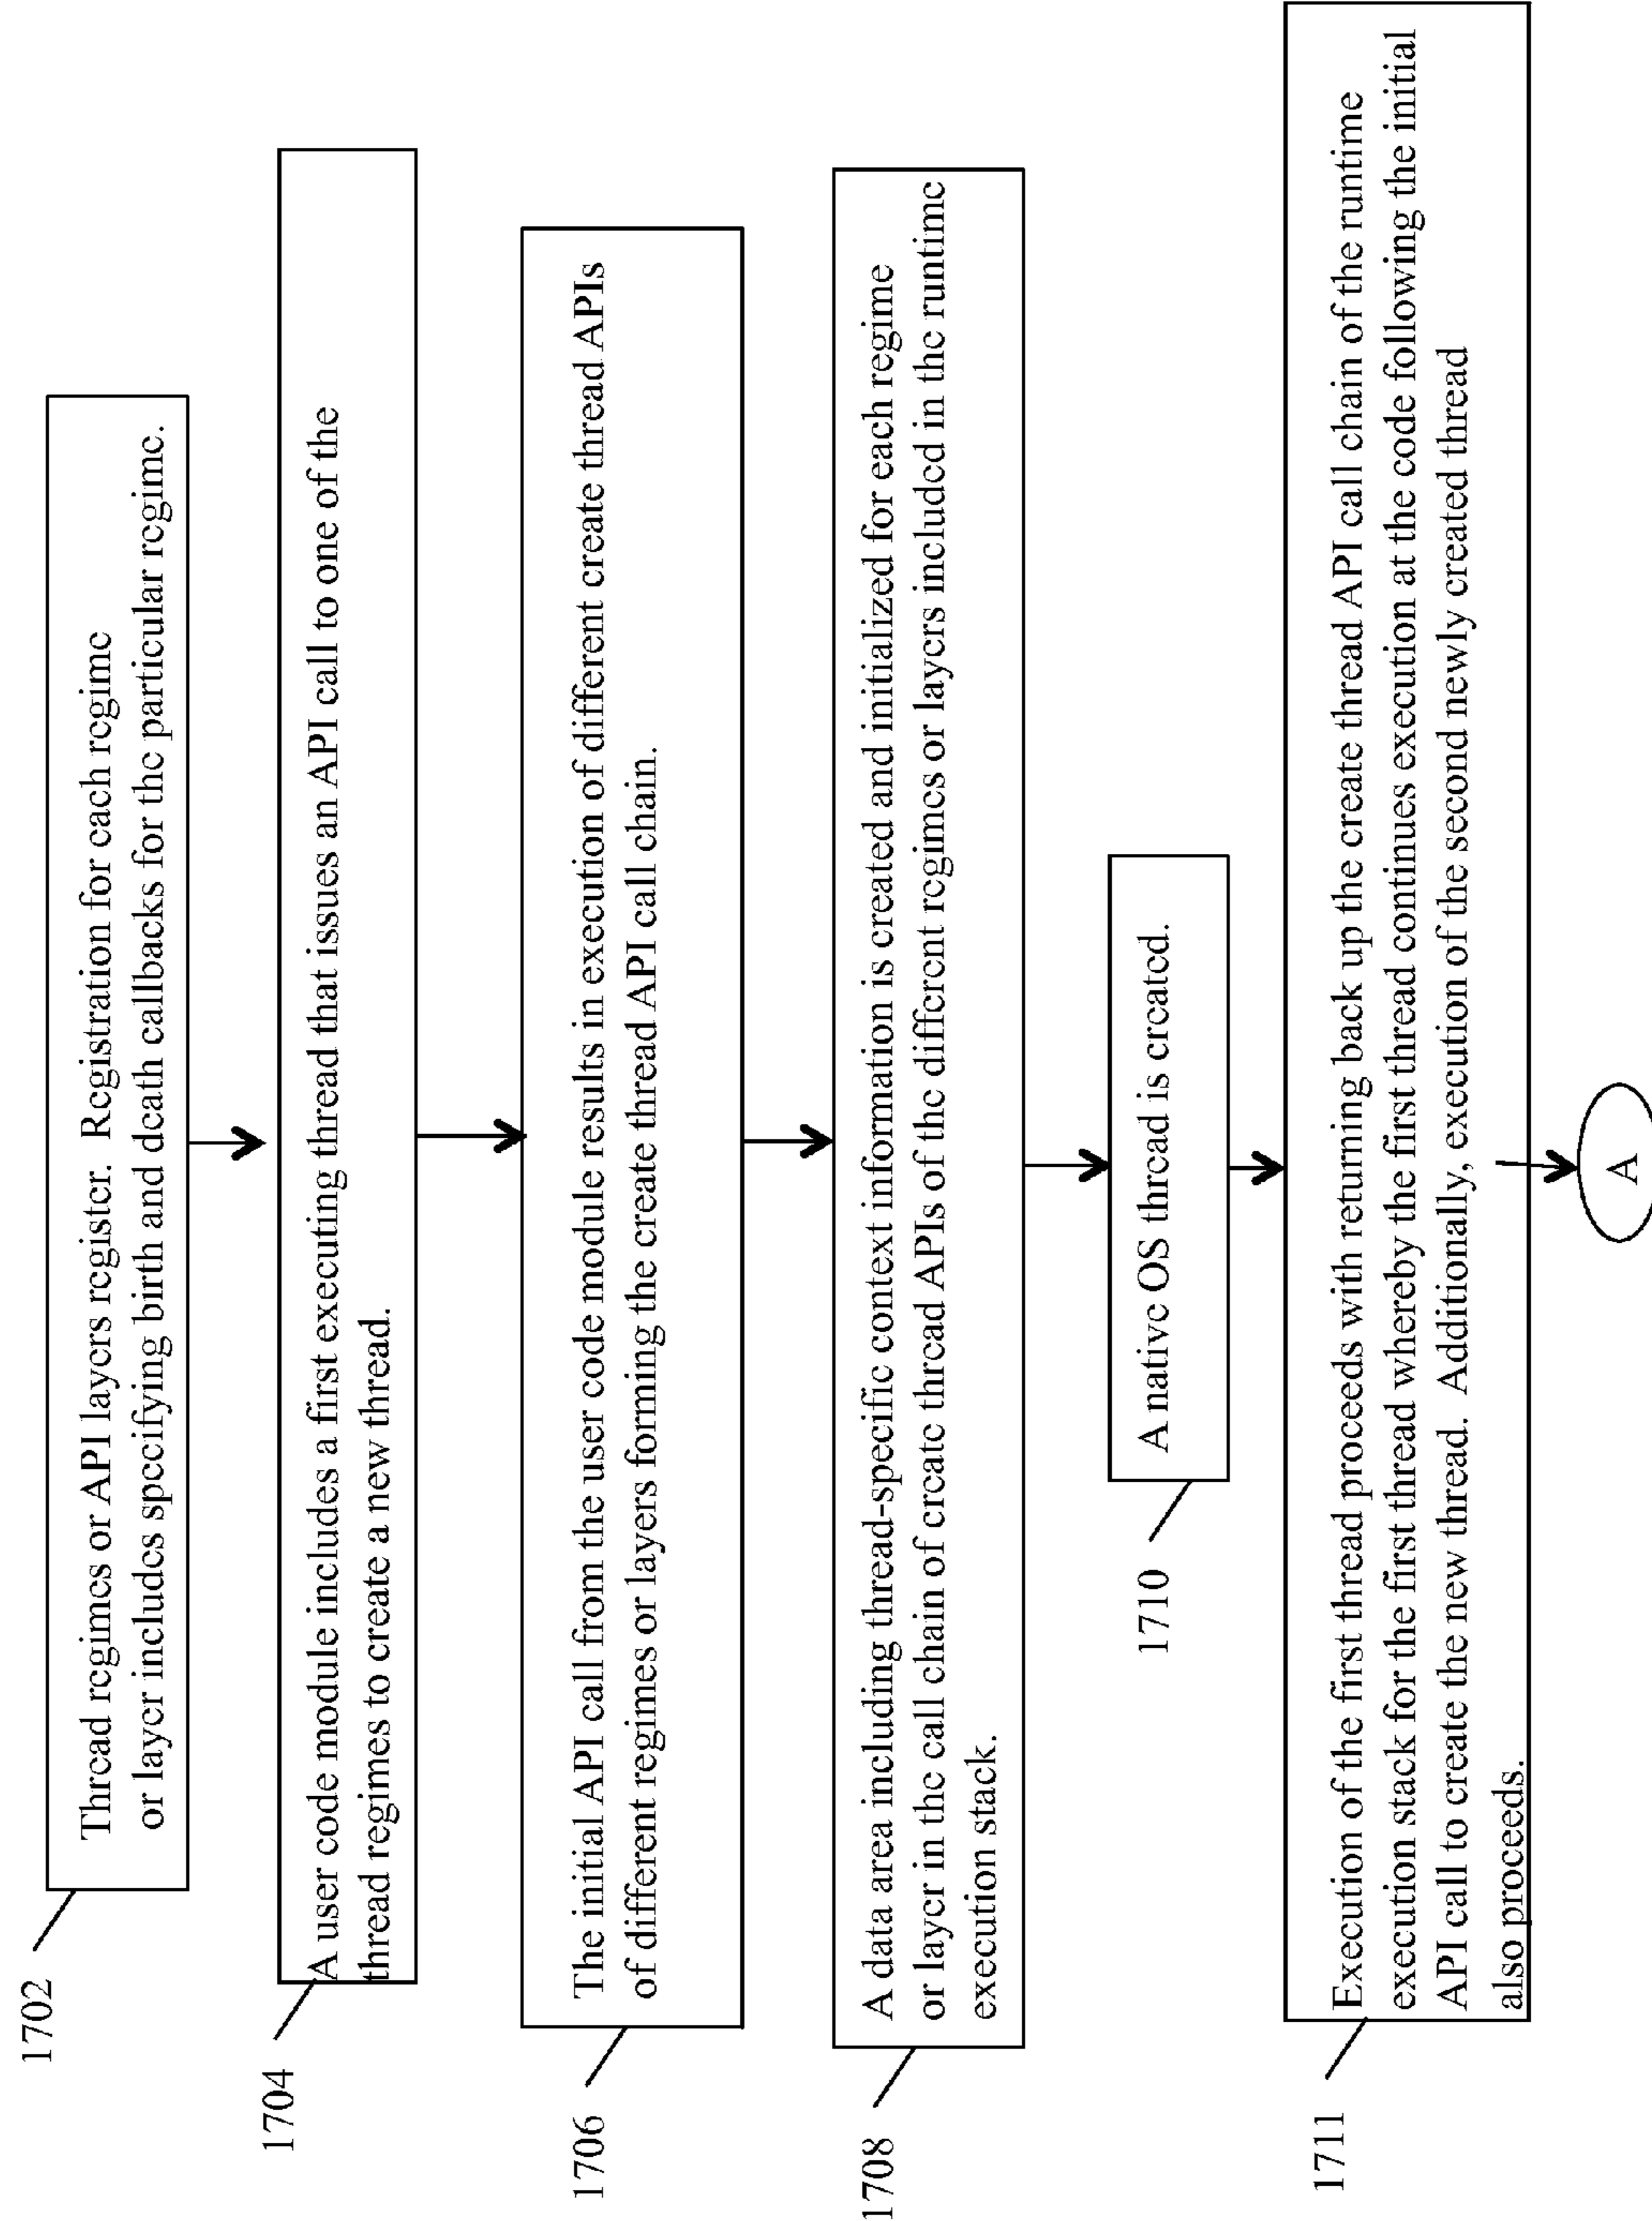 1702
Thread regimes or API layers register. Registration for each regime
or layer includes specifying birth and death callbacks for the particular regime.
1704
A user code module includes a first executing thread that issues an API call to one of the
thread regimes to create a new thread.
1706
The initial API call from the user code module results in execution of different create thread APIs
of different regimes or layers forming the create thread API call chain.
1708
A data area including thread-specific context information is created and initialized for each regime
or layer in the call chain of create thread APIs of the different regimes or layers included in the runtime
execution stack.
1710
A native OS thread is created.
1711
Execution of the first thread proceeds with returning back up the create thread API call chain of the runtime
execution stack for the first thread whereby the first thread continues execution at the code following the initial
API call to create the new thread. Additionally, execution of the second newly created thread
also proceeds.
A